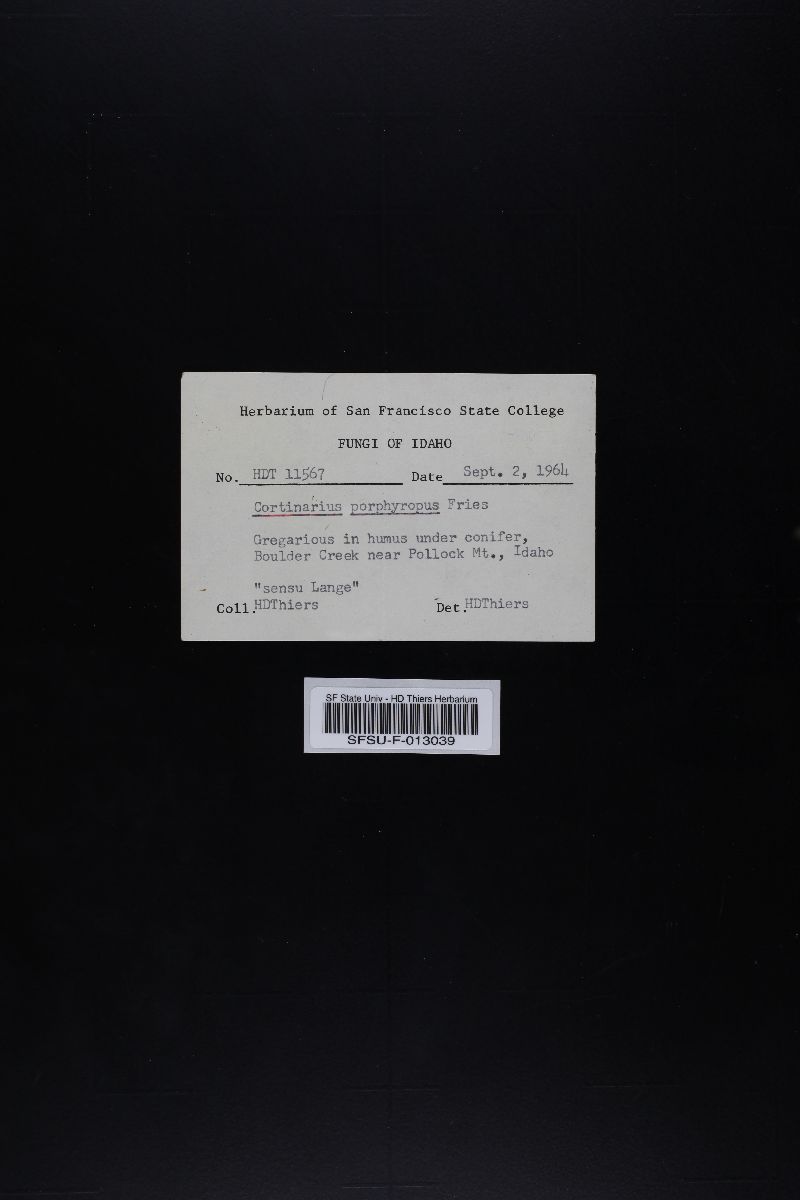 Herbarium of San Francisco State College
FUNGI OF IDAHO
No. HDT 11567 Date Sept. 2, 1964
Cortinarius porphyropus Fries
Gregarious in humus under conifer,
Boulder Creek near Pollock Mt., Idaho
"sensu Lange"
Coll. HDThiers Det. HDThiers
SF State Univ - HD Thiers Herbarium
SFSU-F-013039